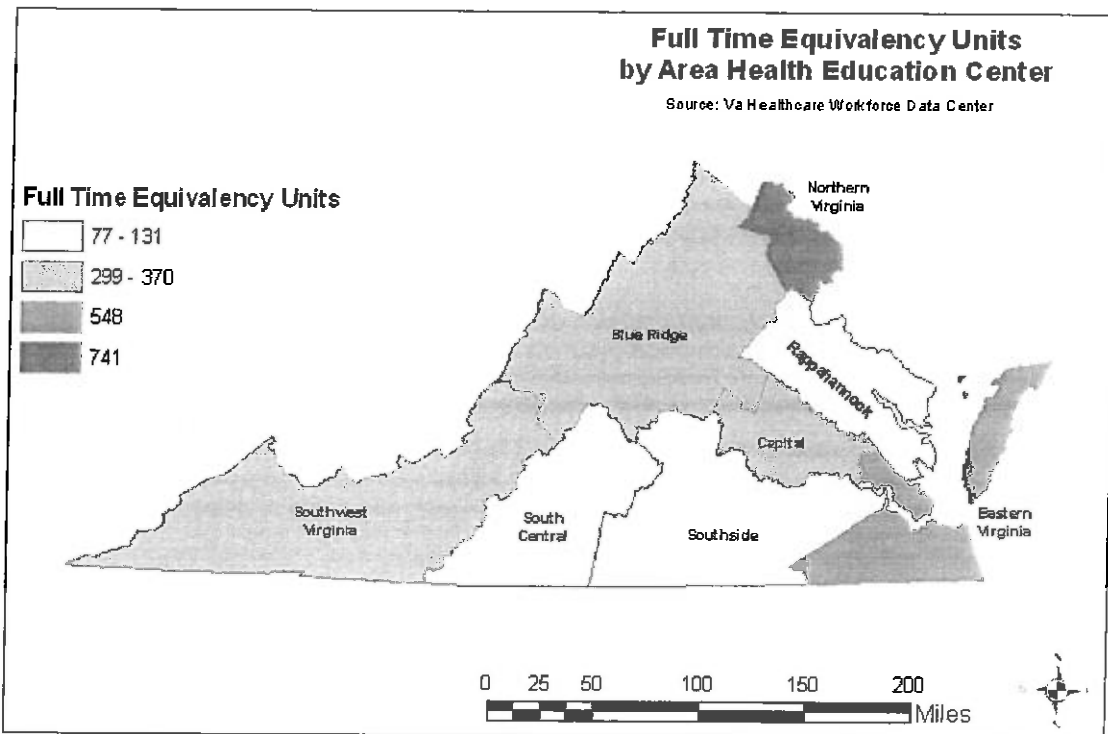 Full Time Equivalency Units
by Area Health Education Center
Source: Va Healthcare Workforce Data Center
Full Time Equivalency Units
77 - 131
299 - 370
548
741
Northern
Virginia
Blue Ridge
Rappahannock
Capital
Southwest
Virginia
South
Central
Southside
Eastern
Virginia
0 25 50 100 150 200
Miles